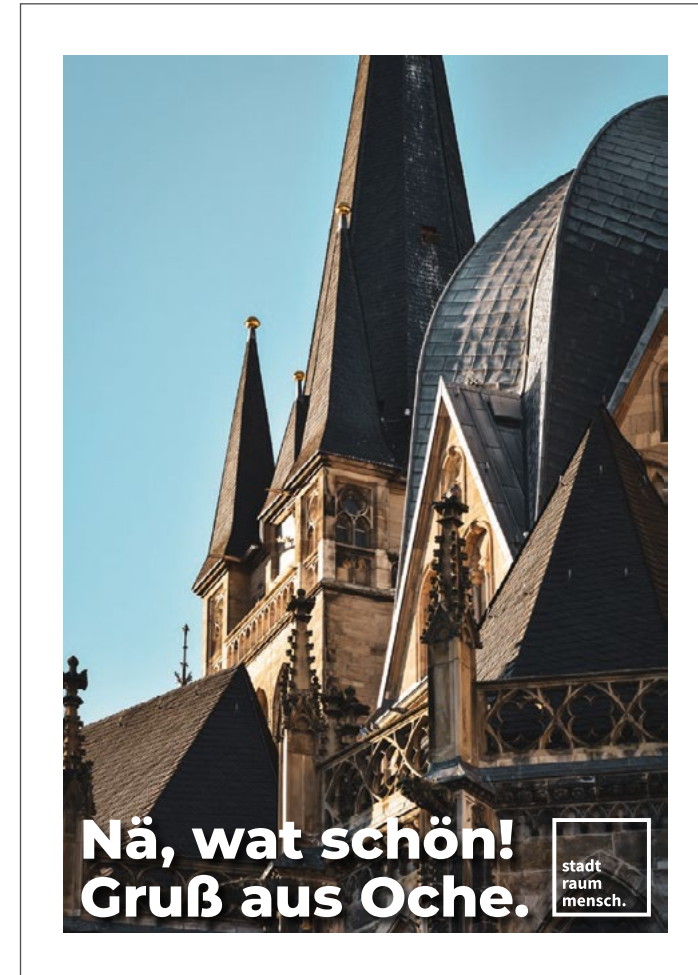 Nä, wat schön!
Gruß aus Oche.
stadt
raum
mensch.